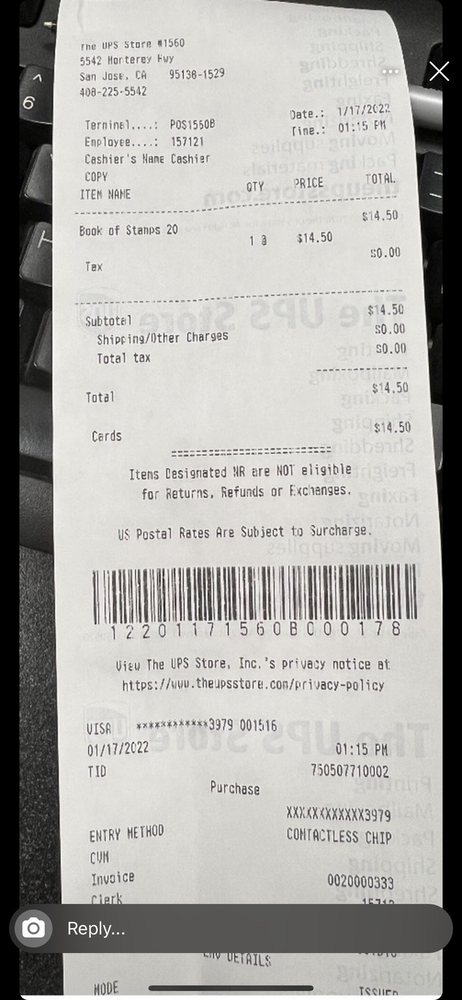 The UPS Store #1560
5542 Monterey Hwy
San Jose, CA 95138-1529
408-225-5542
Terminal....: POS1560B
Employee....: 157121
Date.: 1/17/2022
Time.: 01:15 PM
Cashier's Name Cashier
COPY
ITEM NAME QTY PRICE TOTAL
Book of Stamps 20 $14.50
1 @ $14.50
Tax $0.00
Subtotal $14.50
Shipping/Other Charges $0.00
Total tax $0.00
Total $14.50
Cards $14.50
Items Designated NR are NOT eligible
for Returns, Refunds or Exchanges.
US Postal Rates Are Subject to Surcharge.
12201171560B000178
View The UPS Store, Inc.'s privacy notice at
https://www.theupsstore.com/privacy-policy
VISA ************3979 001516
01/17/2022 01:15 PM
TID 750507710002
Purchase
XXXXXXXXXXXX3979
ENTRY METHOD CONTACTLESS CHIP
CVM
Invoice 0020000333
Clerk
Reply...
EMV DETAILS
MODE ISSUER